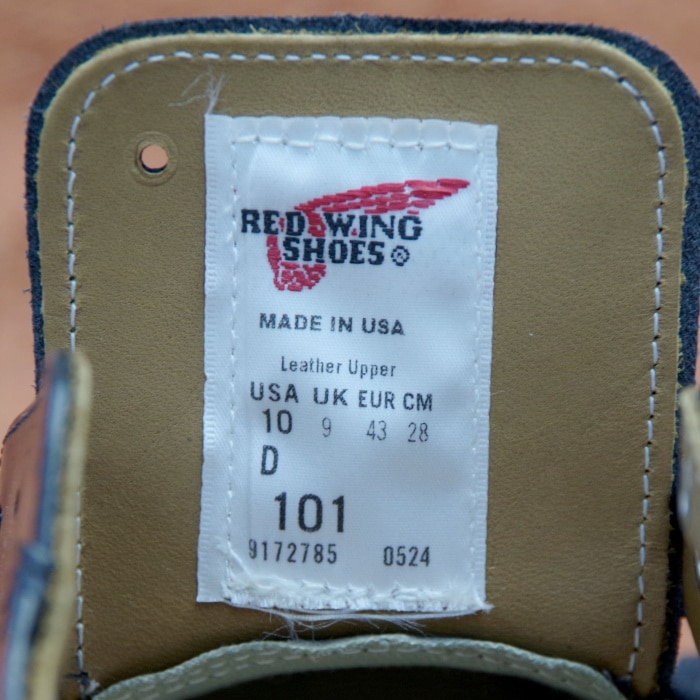 RED WING
SHOES ®
MADE IN USA
Leather Upper
USA UK EUR CM
10 9 43 28
D
101
9172785 0524